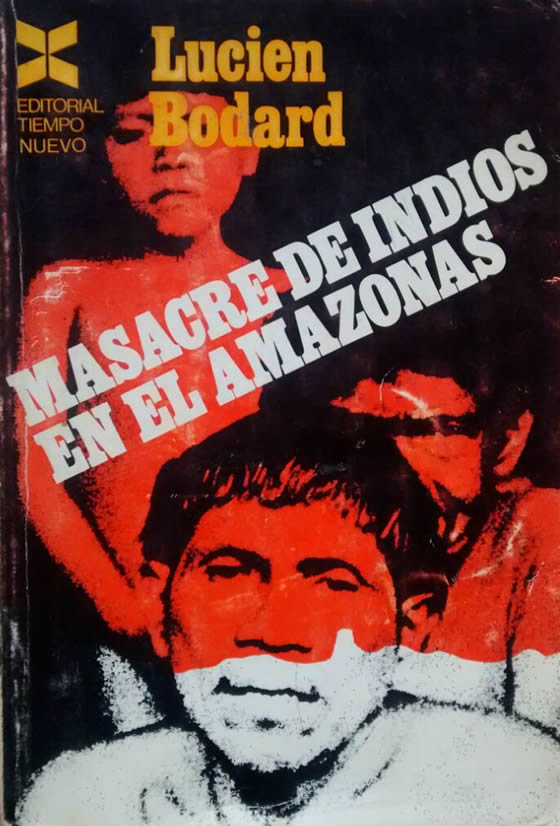 Lucien
Bodard
EDITORIAL
TIEMPO
NUEVO
MASACRE DE INDIOS
EN EL AMAZONAS